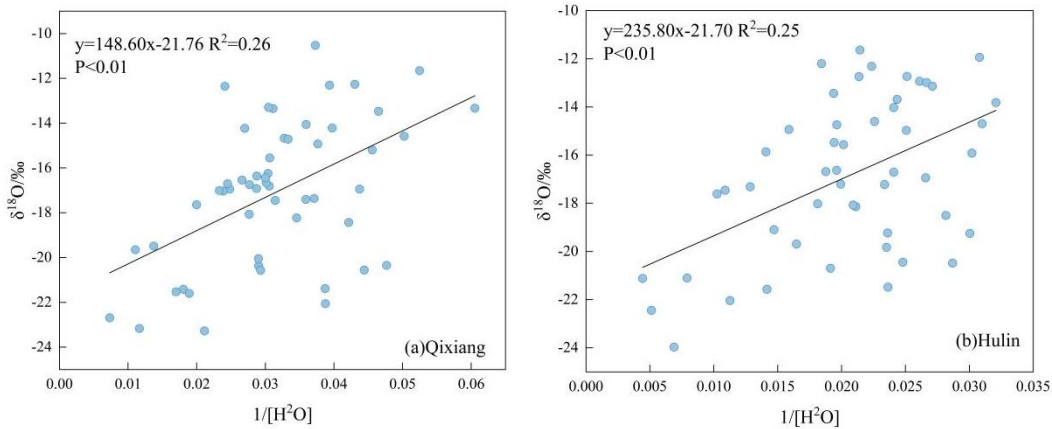 y=148.60x-21.76 R²=0.26
P<0.01
-10
-12
-14
-16
-18
-20
-22
-24
δ¹⁸O/‰
(a)Qixiang
0.00 0.01 0.02 0.03 0.04 0.05 0.06
1/[H²O]
y=235.80x-21.70 R²=0.25
P<0.01
-10
-12
-14
-16
-18
-20
-22
-24
-26
δ¹⁸O/‰
(b)Hulin
0.000 0.005 0.010 0.015 0.020 0.025 0.030 0.035
1/[H²O]